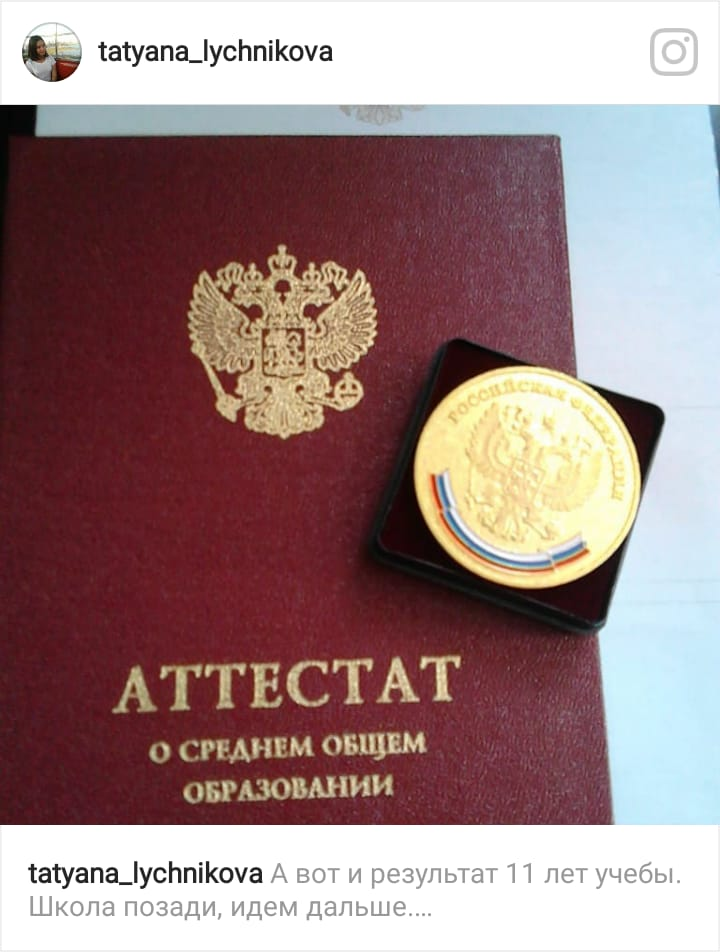 tatyana_lychnikova
РОССИЙСКАЯ ФЕДЕРАЦИЯ
АТТЕСТАТ
О СРЕДНЕМ ОБЩЕМ
ОБРАЗОВАНИИ
tatyana_lychnikova А вот и результат 11 лет учебы.
Школа позади, идем дальше....